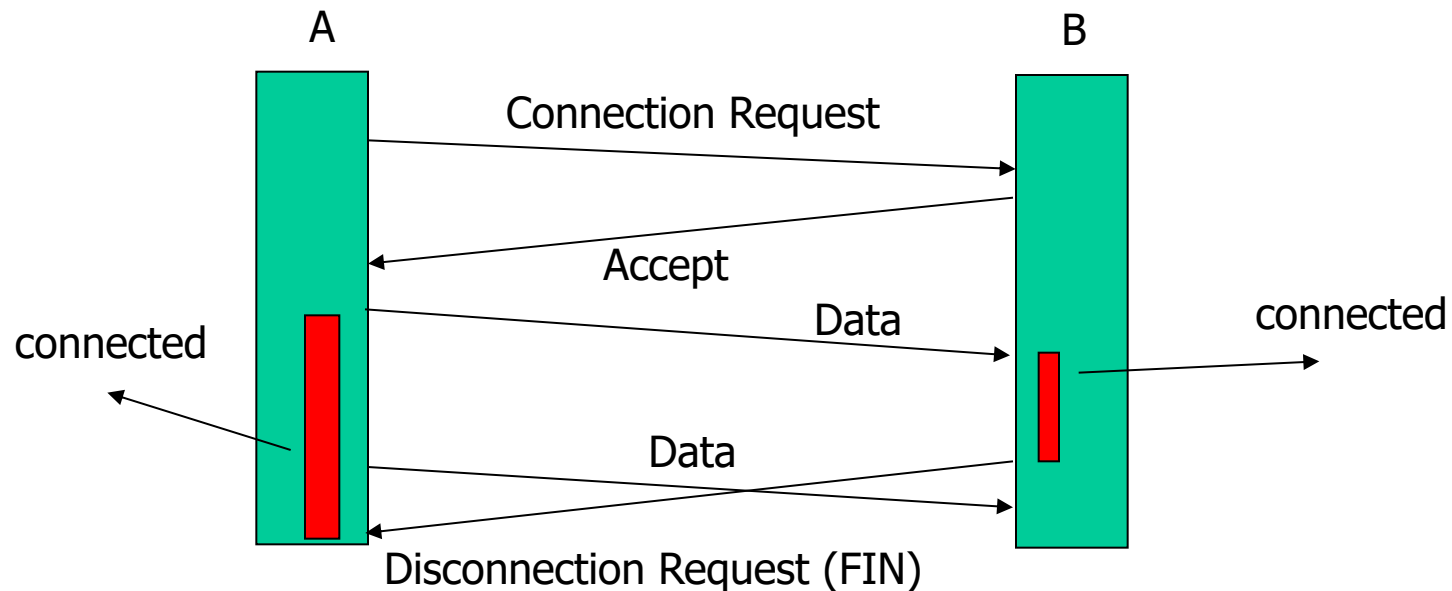 A
B
Connection Request
Accept
Data
connected
connected
Data
Disconnection Request (FIN)